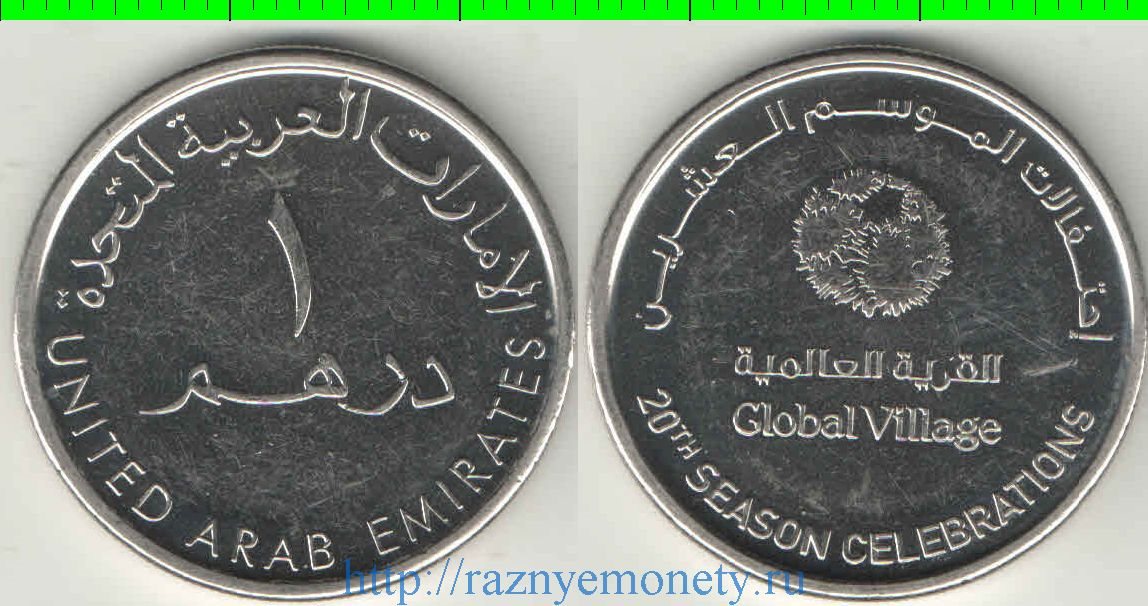 الإمارات العربية المتحدة
١
درهم
UNITED ARAB EMIRATES
إحتفالات الموسم العشرين
القرية العالمية
Global Village
20TH SEASON CELEBRATIONS
http://raznyemonety.ru